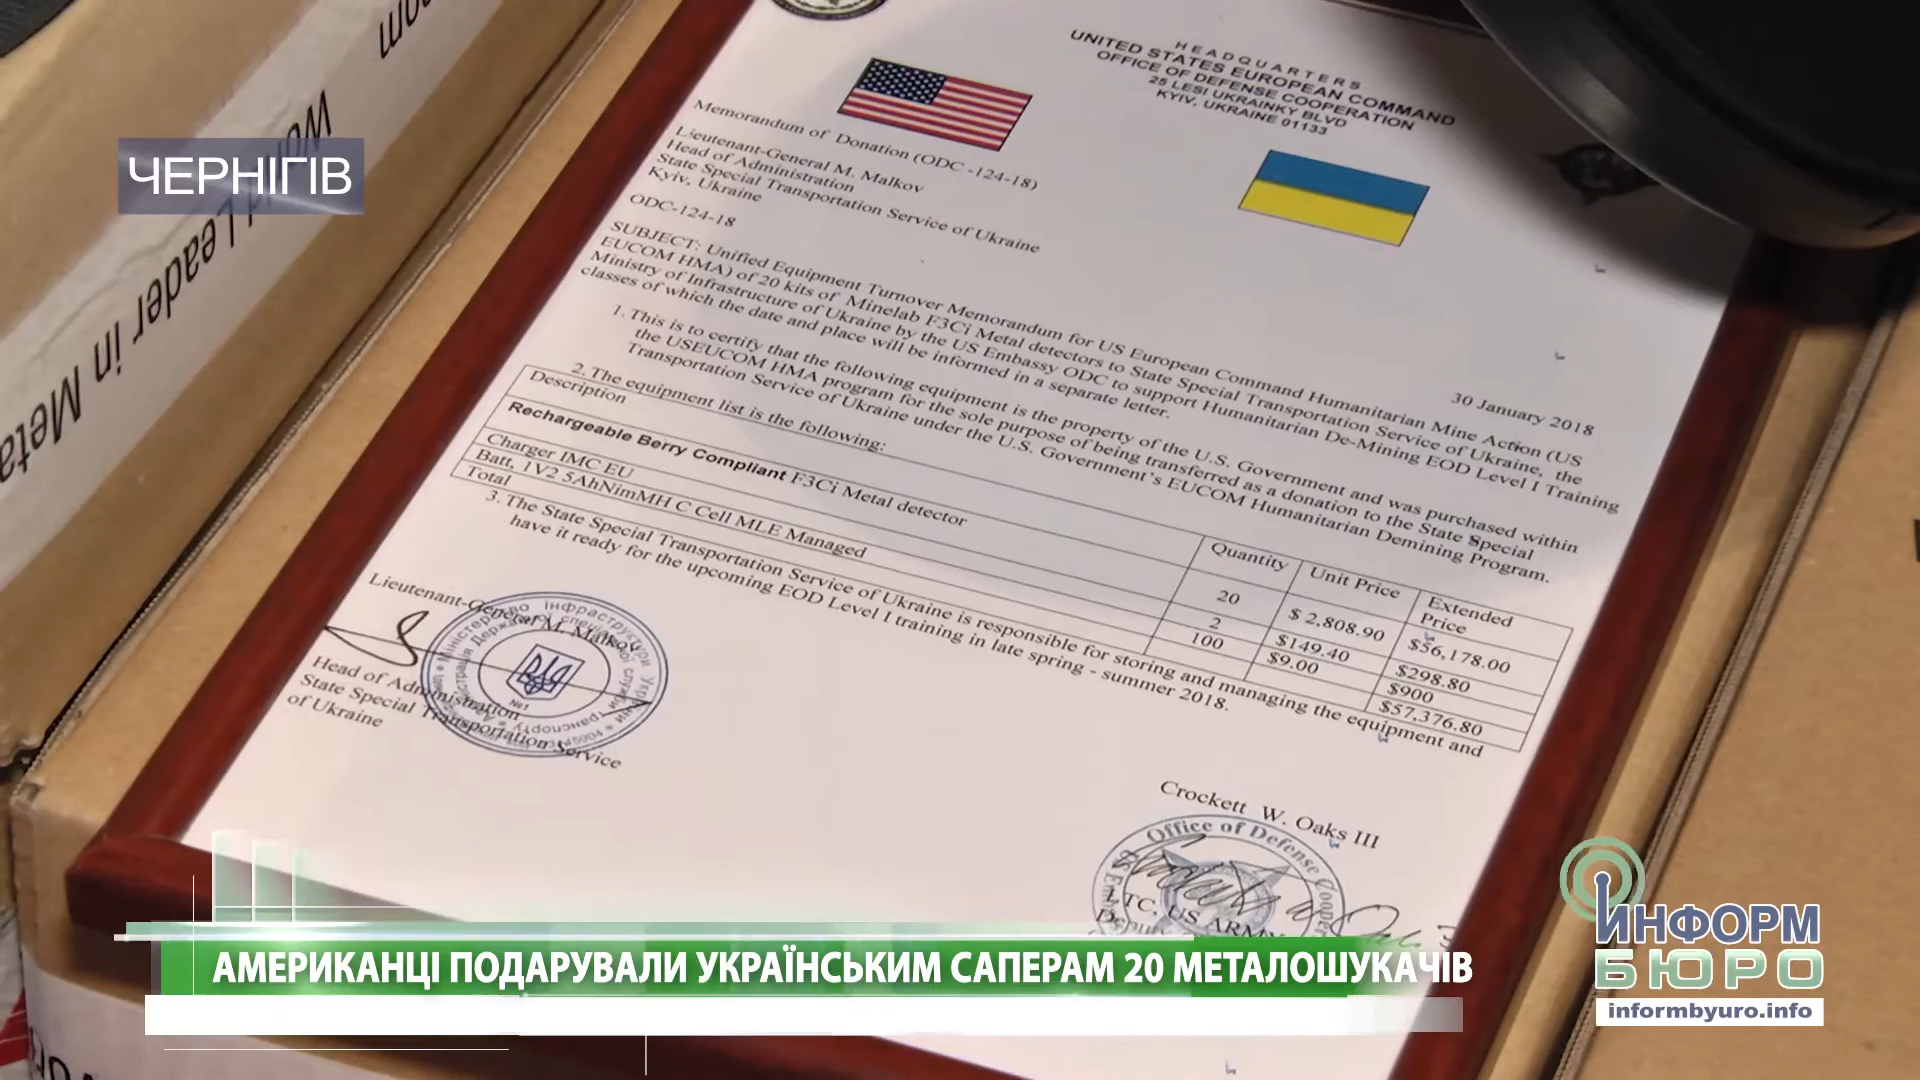 ЧЕРНІГІВ
World Leader in Meta
HEADQUARTERS
UNITED STATES EUROPEAN COMMAND
OFFICE OF DEFENSE COOPERATION
25 LESI UKRAINKY BLVD
KYIV, UKRAINE 01133
Memorandum of Donation (ODC -124-18)
Lieutenant-General M. Malkov
Head of Administration
State Special Transportation Service of Ukraine
Kyiv, Ukraine
ODC-124-18
30 January 2018
SUBJECT: Unified Equipment Turnover Memorandum for US European Command Humanitarian Mine Action (US
EUCOM HMA) of 20 kits of Minelab F3Ci Metal detectors to State Special Transportation Service of Ukraine, the
Ministry of Infrastructure of Ukraine by the US Embassy ODC to support Humanitarian De-Mining EOD Level I Training
classes of which the date and place will be informed in a separate letter.
1. This is to certify that the following equipment is the property of the U.S. Government and was purchased within
the USEUCOM HMA program for the sole purpose of being transferred as a donation to the State Special
Transportation Service of Ukraine under the U.S. Government's EUCOM Humanitarian Demining Program.
2. The equipment list is the following:
Description Quantity Unit Price Extended Price
Rechargeable Berry Compliant F3Ci Metal detector 20 $ 2,808.90 $56,178.00
Charger IMC EU 2 $149.40 $298.80
Batt, 1V2 5AhNimMH C Cell MLE Managed 100 $9.00 $900
Total $57,376.80
3. The State Special Transportation Service of Ukraine is responsible for storing and managing the equipment and
have it ready for the upcoming EOD Level I training in late spring - summer 2018.
Lieutenant-General M. Malkov
Head of Administration
State Special Transportation Service
of Ukraine
Crockett W. Oaks III
Office of Defense Cooper
LTC, US ARMY
АМЕРИКАНЦІ ПОДАРУВАЛИ УКРАЇНСЬКИМ САПЕРАМ 20 МЕТАЛОШУКАЧІВ
ИНФОРМ
БЮРО
informbyuro.info